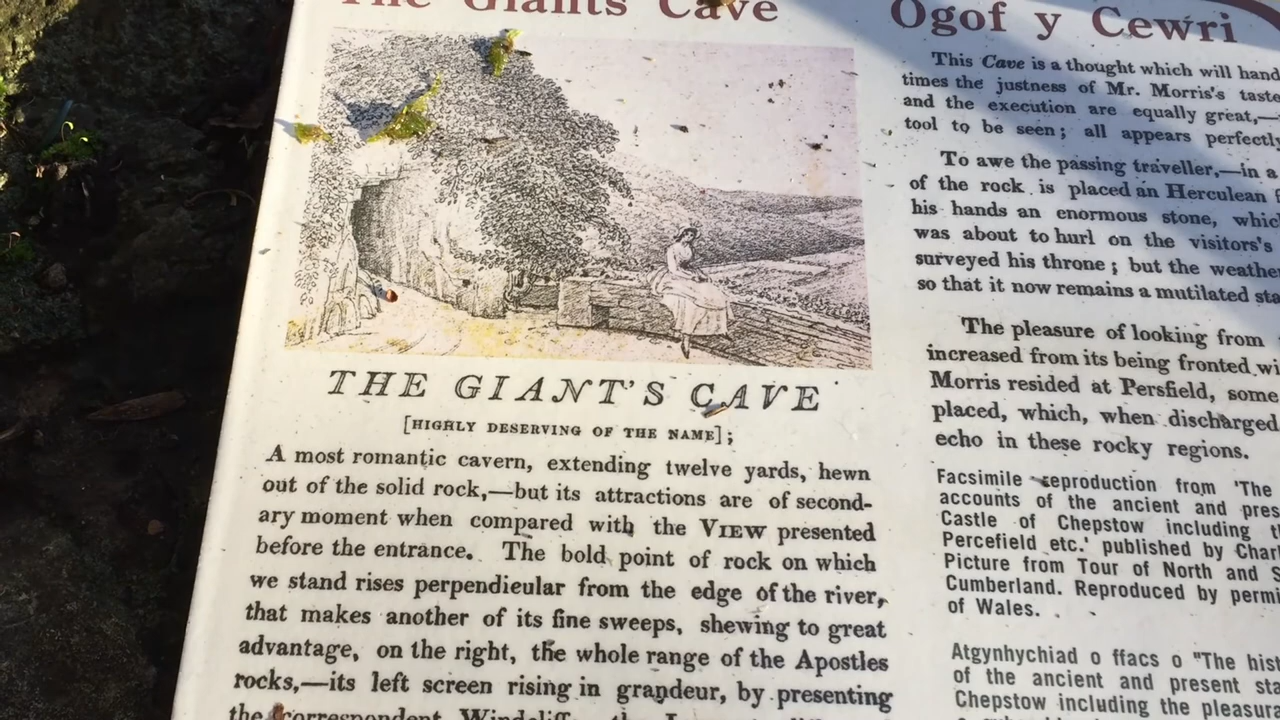 The Giants Cave
THE GIANT'S CAVE
[HIGHLY DESERVING OF THE NAME];
A most romantic cavern, extending twelve yards, hewn
out of the solid rock,—but its attractions are of second-
ary moment when compared with the VIEW presented
before the entrance. The bold point of rock on which
we stand rises perpendicular from the edge of the river,
that makes another of its fine sweeps, shewing to great
advantage, on the right, the whole range of the Apostles
rocks,—its left screen rising in grandeur, by presenting
the correspondent Windcliff
Ogof y Cewri
This Cave is a thought which will hand
times the justness of Mr. Morris's taste
and the execution are equally great,—
tool to be seen; all appears perfectly
To awe the passing traveller,—in a
of the rock is placed an Herculean
his hands an enormous stone, whic
was about to hurl on the visitors's
surveyed his throne; but the weathe
so that it now remains a mutilated sta
The pleasure of looking from
increased from its being fronted wi
Morris resided at Persfield, some
placed, which, when discharged
echo in these rocky regions.
Facsimile reproduction from 'The
accounts of the ancient and pres
Castle of Chepstow including t
Percefield etc.' published by Charl
Picture from Tour of North and S
Cumberland. Reproduced by permi
of Wales.
Atgynhychiad o ffacs o "The hist
of the ancient and present sta
Chepstow including the pleasura